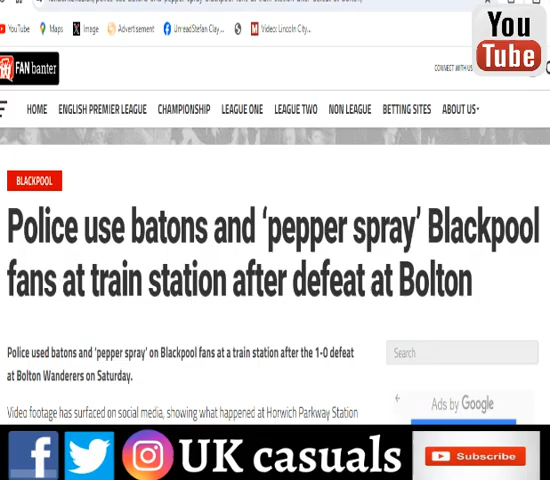 YouTube Maps Image Advertisement UnreadStefan Clay... Video: Lincoln City...
You
Tube
FAN banter
CONNECT WITH US
HOME ENGLISH PREMIER LEAGUE CHAMPIONSHIP LEAGUE ONE LEAGUE TWO NON LEAGUE BETTING SITES ABOUT US
BLACKPOOL
Police use batons and ‘pepper spray’ Blackpool
fans at train station after defeat at Bolton
Police used batons and ‘pepper spray’ on Blackpool fans at a train station after the 1-0 defeat
at Bolton Wanderers on Saturday.
Search
Video footage has surfaced on social media, showing what happened at Horwich Parkway Station
Ads by Google
UK casuals
Subscribe